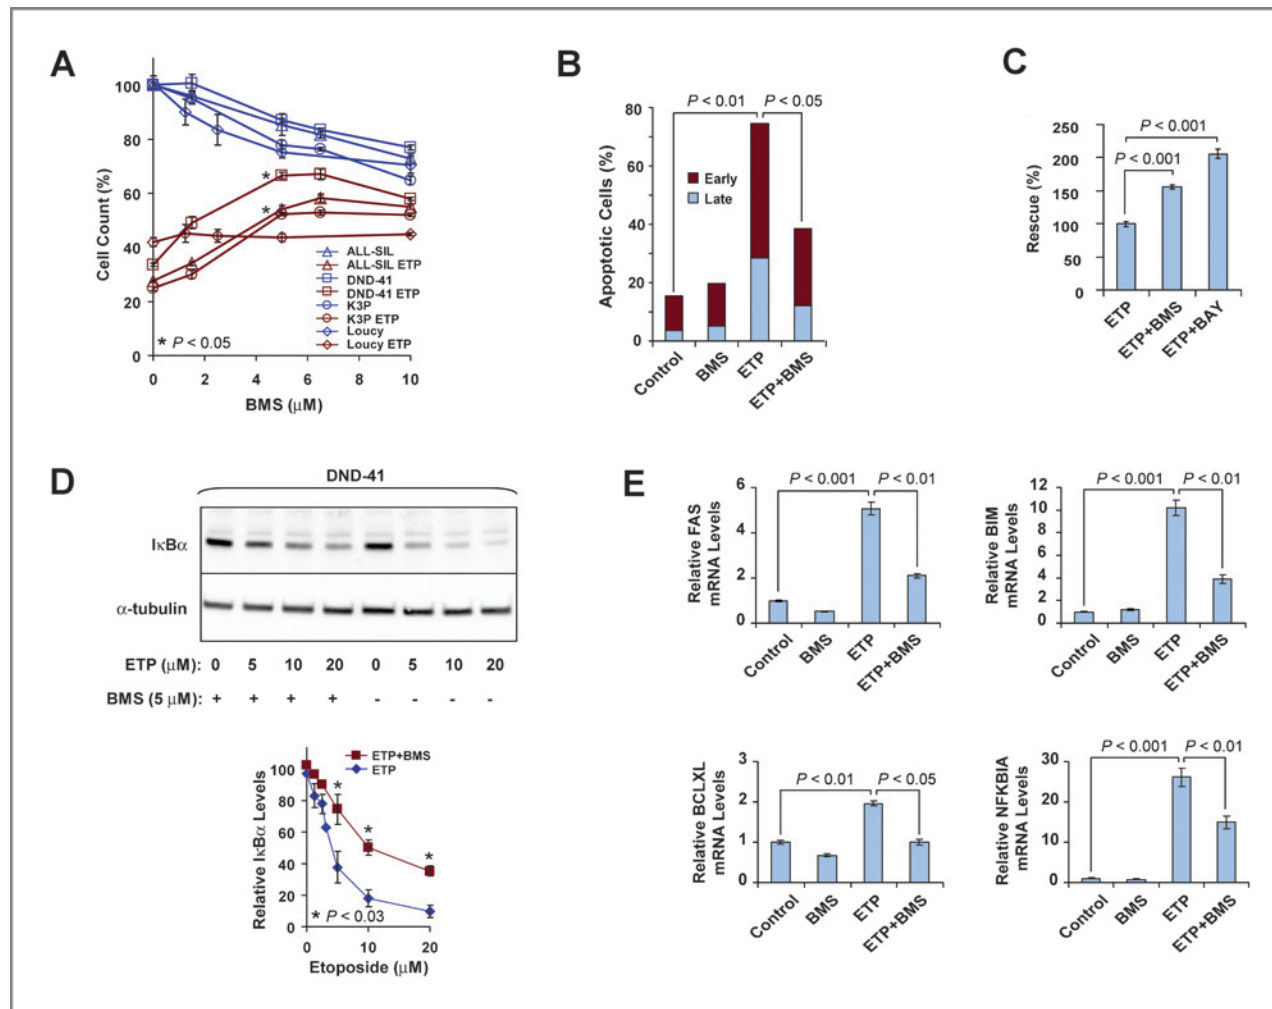 A
Cell Count (%)
100
80
60
40
20
0
*
*
ALL-SIL
ALL-SIL ETP
DND-41
DND-41 ETP
K3P
K3P ETP
Loucy
Loucy ETP
* P < 0.05
0 2 4 6 8 10
BMS (μM)
B
P < 0.01 P < 0.05
Apoptotic Cells (%)
80
60
40
20
0
Early
Late
Control BMS ETP ETP+BMS
C
P < 0.001
P < 0.001
Rescue (%)
250
200
150
100
50
0
ETP ETP+BMS ETP+BAY
D
DND-41
IκBα
α-tubulin
ETP (μM): 0 5 10 20 0 5 10 20
BMS (5 μM): + + + + - - - -
Relative IκBα Levels
ETP+BMS
ETP
100
80
60
40
20
0
*
*
*
* P < 0.03
0 10 20
Etoposide (μM)
E
P < 0.001 P < 0.01
Relative FAS
mRNA Levels
6
4
2
0
Control BMS ETP ETP+BMS
P < 0.001 P < 0.01
Relative BIM
mRNA Levels
12
10
8
6
4
2
0
Control BMS ETP ETP+BMS
P < 0.01 P < 0.05
Relative BCLXL
mRNA Levels
3
2
1
0
Control BMS ETP ETP+BMS
P < 0.001 P < 0.01
Relative NFKBIA
mRNA Levels
30
20
10
0
Control BMS ETP ETP+BMS